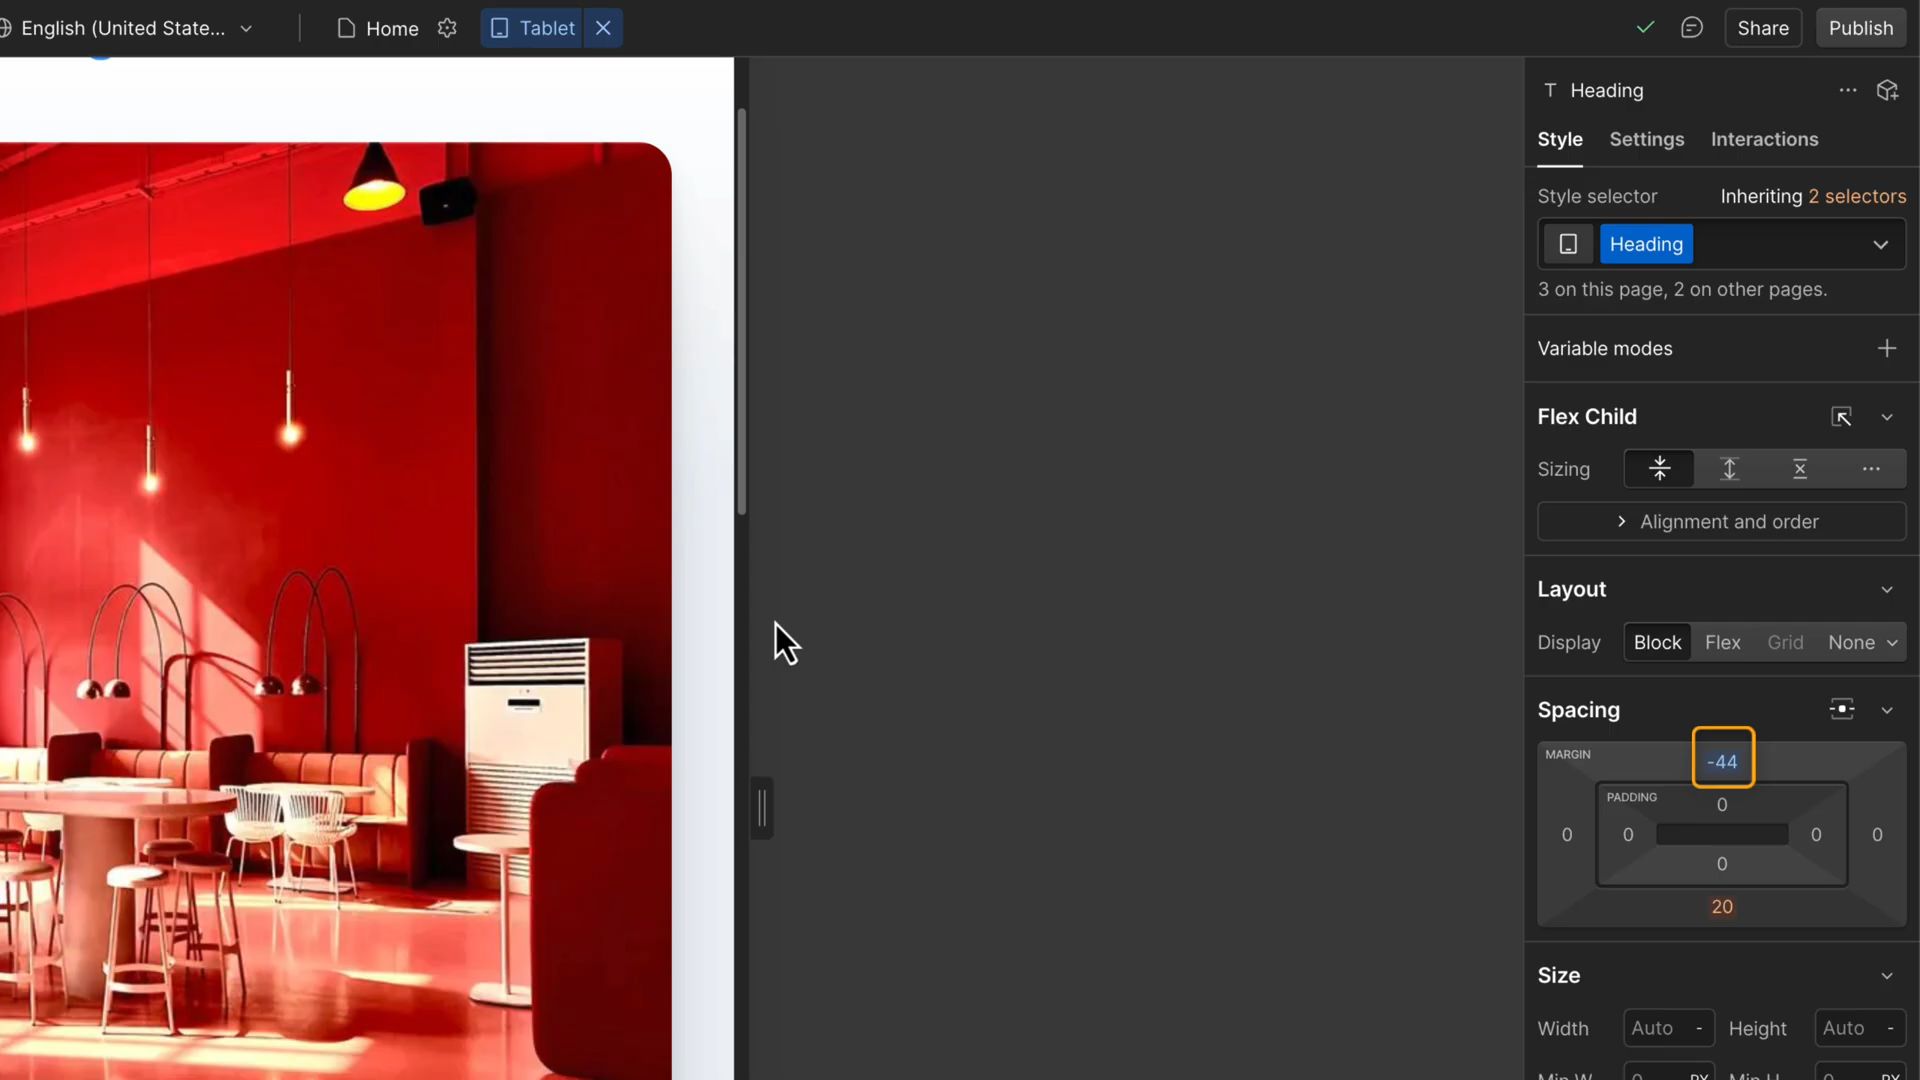 English (United State...
Home
Tablet
Share
Publish
Heading
Style
Settings
Interactions
Style selector
Inheriting 2 selectors
Heading
3 on this page, 2 on other pages.
Variable modes
Flex Child
Sizing
Alignment and order
Layout
Display
Block
Flex
Grid
None
Spacing
MARGIN
-44
PADDING
0
0
0
0
0
0
20
Size
Width
Auto -
Height
Auto -